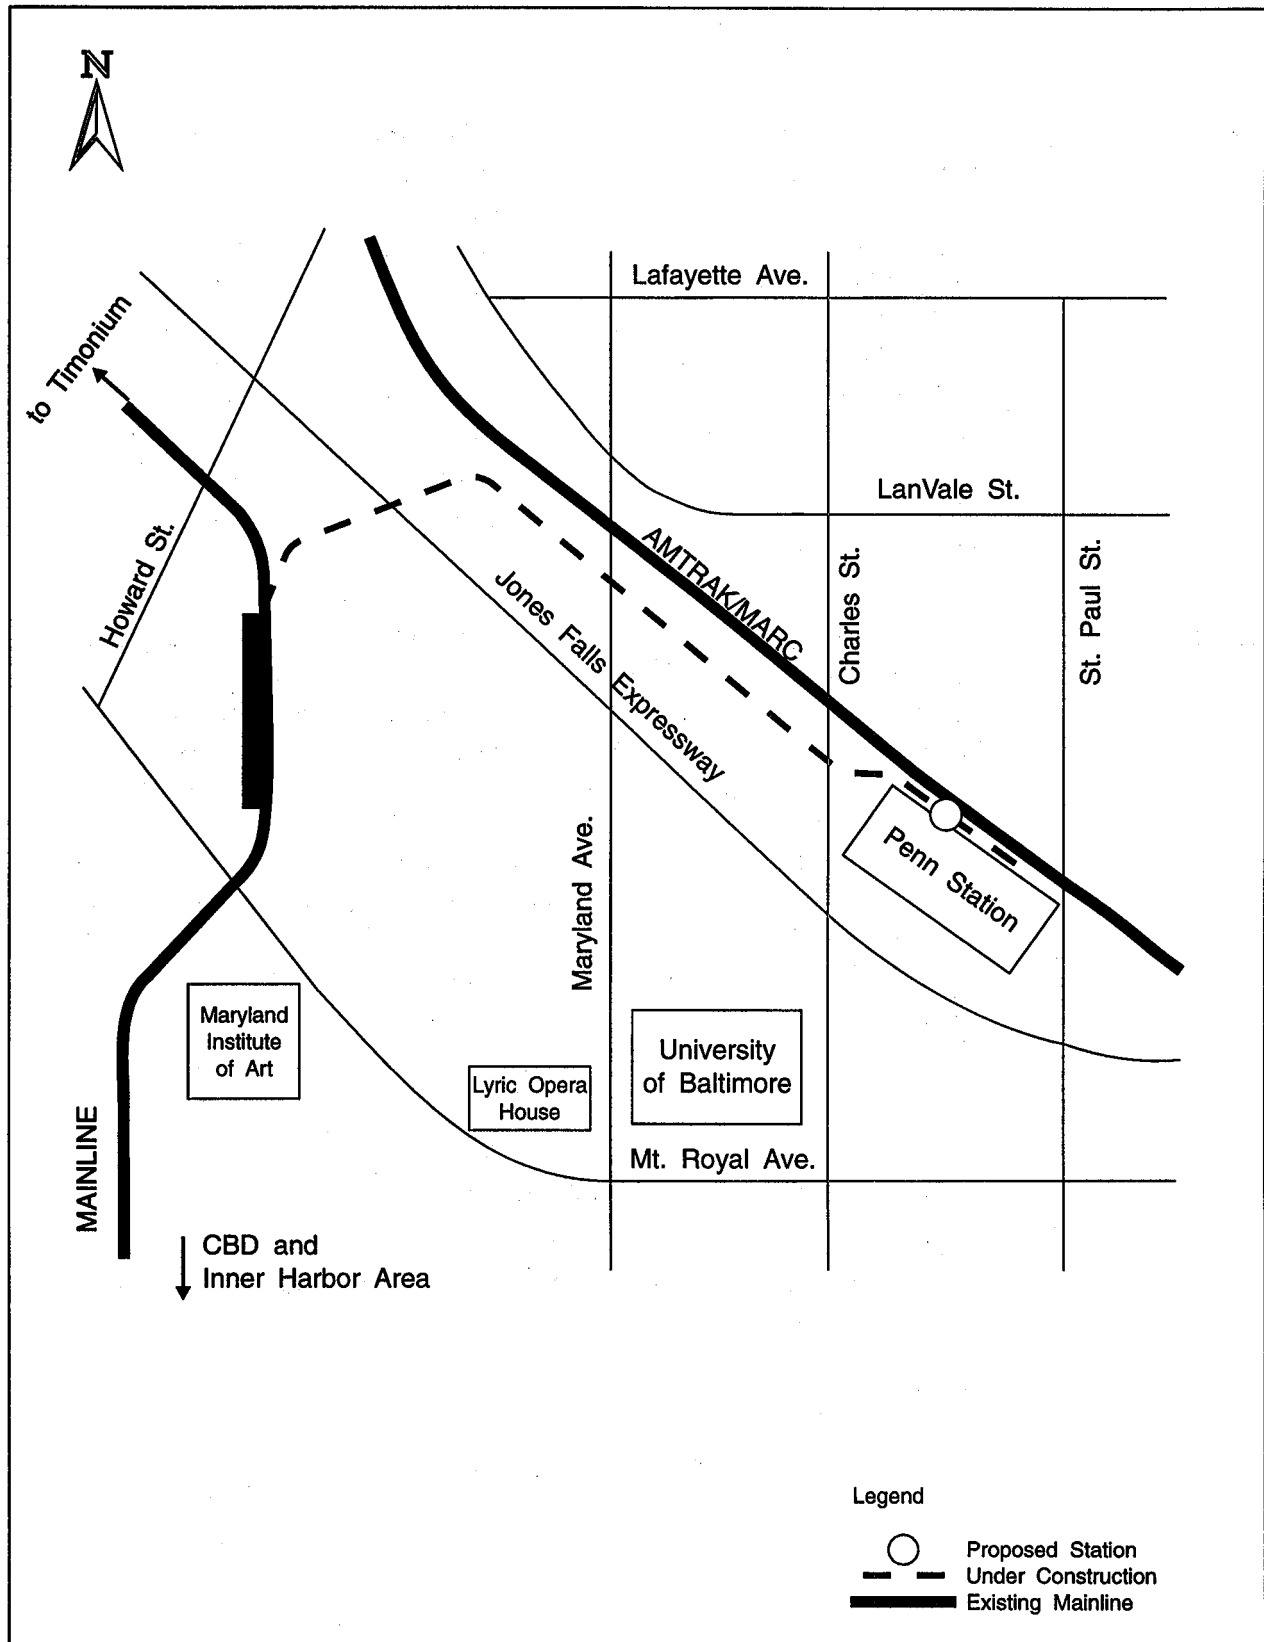 N
Lafayette Ave.
to Timonium
LanVale St.
Howard St.
AMTRAK/MARC
Charles St.
St. Paul St.
Jones Falls Expressway
Penn Station
Maryland Ave.
Maryland
Institute
of Art
University
of Baltimore
Lyric Opera
House
MAINLINE
Mt. Royal Ave.
CBD and
Inner Harbor Area
Legend
Proposed Station
Under Construction
Existing Mainline